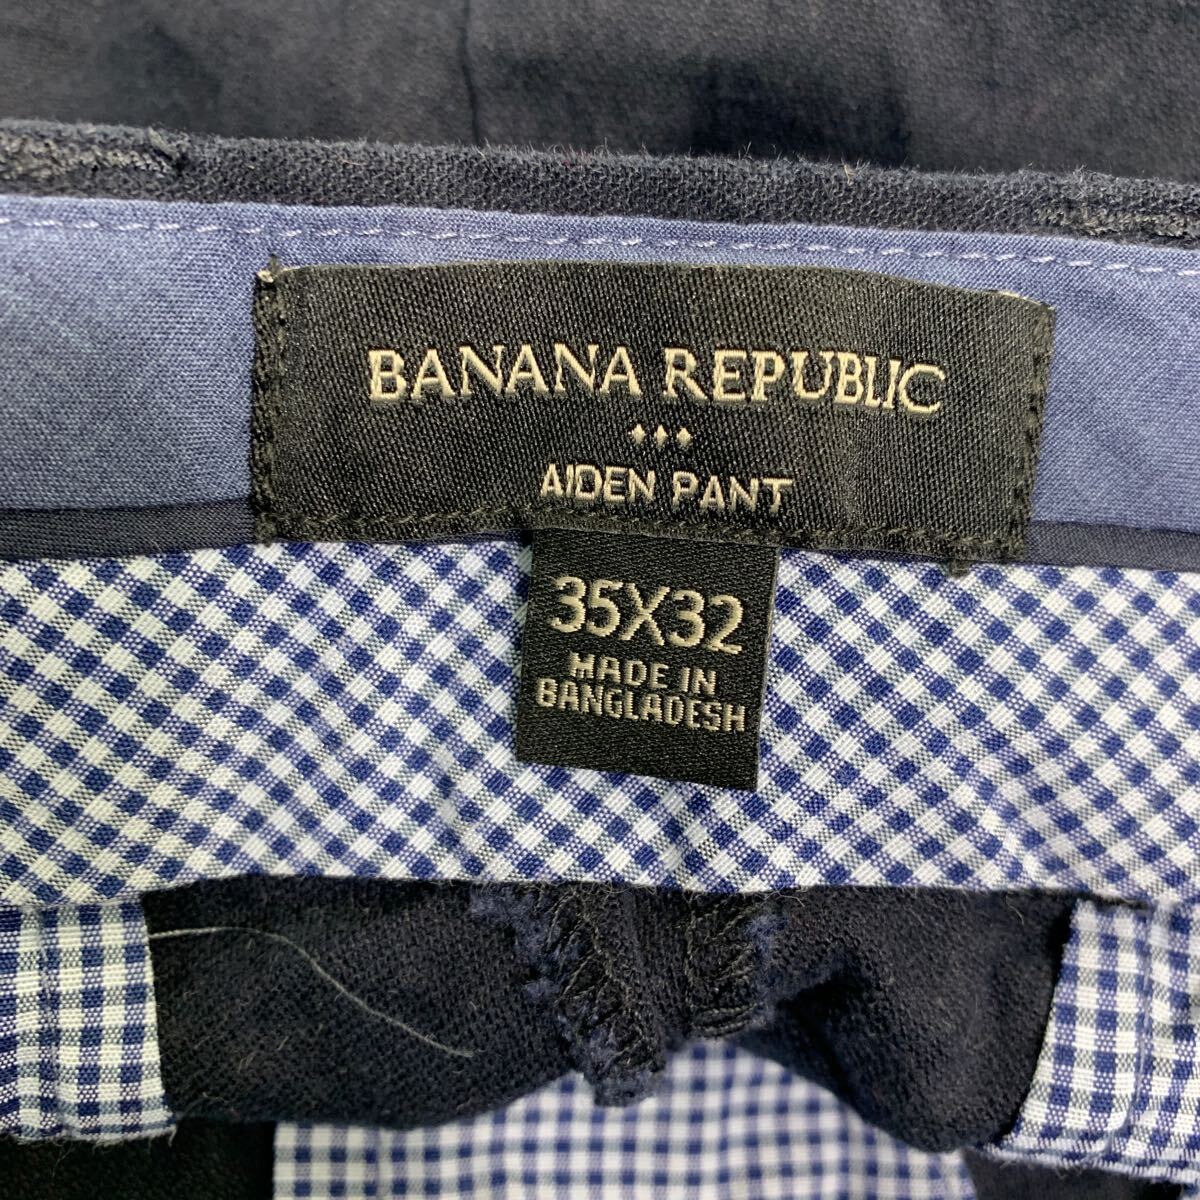 BANANA REPUBLIC
AIDEN PANT
35X32
MADE IN
BANGLADESH